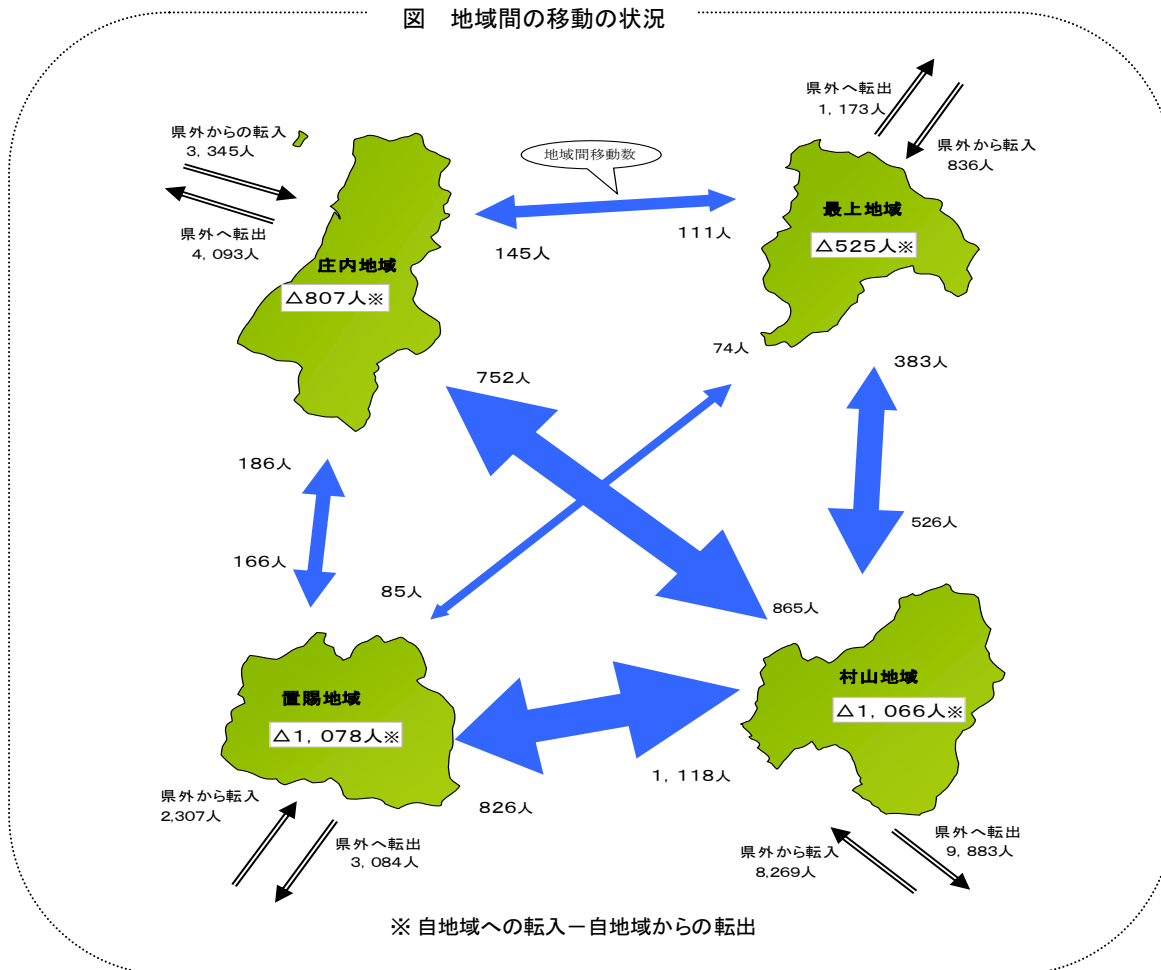 図 地域間の移動の状況
県外へ転出
1, 173人
県外からの転入
3, 345人
地域間移動数
県外から転入
836人
最上地域
△525人※
県外へ転出
4, 093人
111人
145人
庄内地域
△807人※
74人
383人
752人
186人
526人
166人
85人
865人
村山地域
△1, 066人※
置賜地域
△1, 078人※
1, 118人
826人
県外から転入
2,307人
県外へ転出
3, 084人
県外へ転出
9, 883人
県外から転入
8,269人
※ 自地域への転入－自地域からの転出